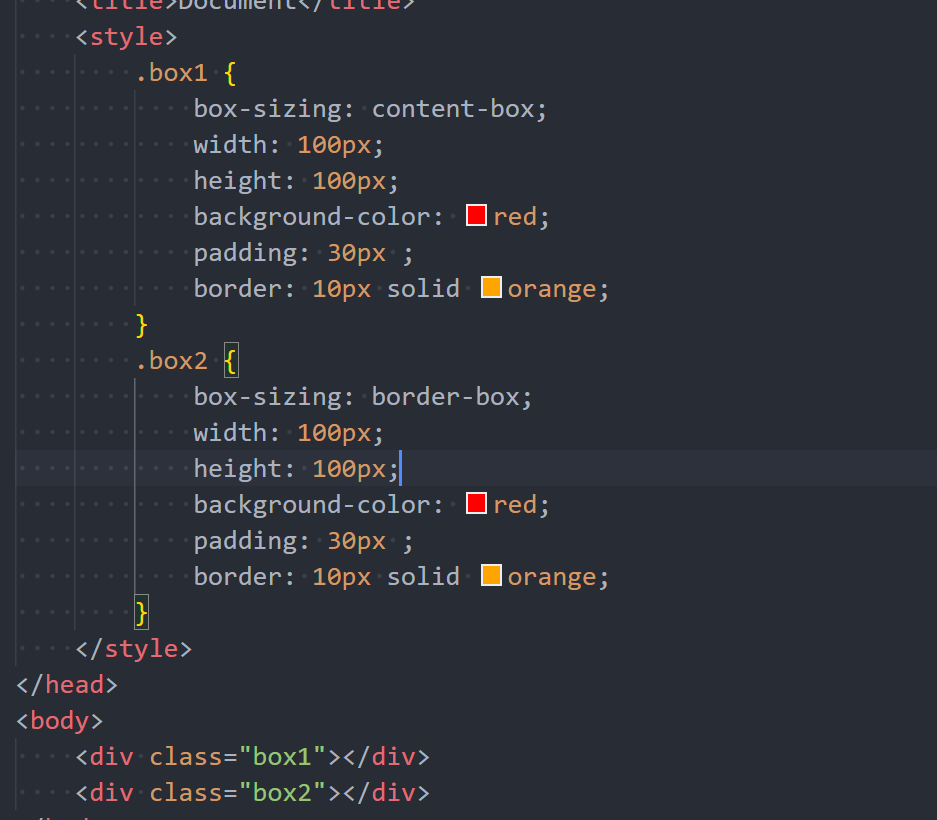 <title>Document</title>
<style>
.box1 {
box-sizing: content-box;
width: 100px;
height: 100px;
background-color: red;
padding: 30px ;
border: 10px solid orange;
}
.box2 {
box-sizing: border-box;
width: 100px;
height: 100px;
background-color: red;
padding: 30px ;
border: 10px solid orange;
}
</style>
</head>
<body>
<div class="box1"></div>
<div class="box2"></div>